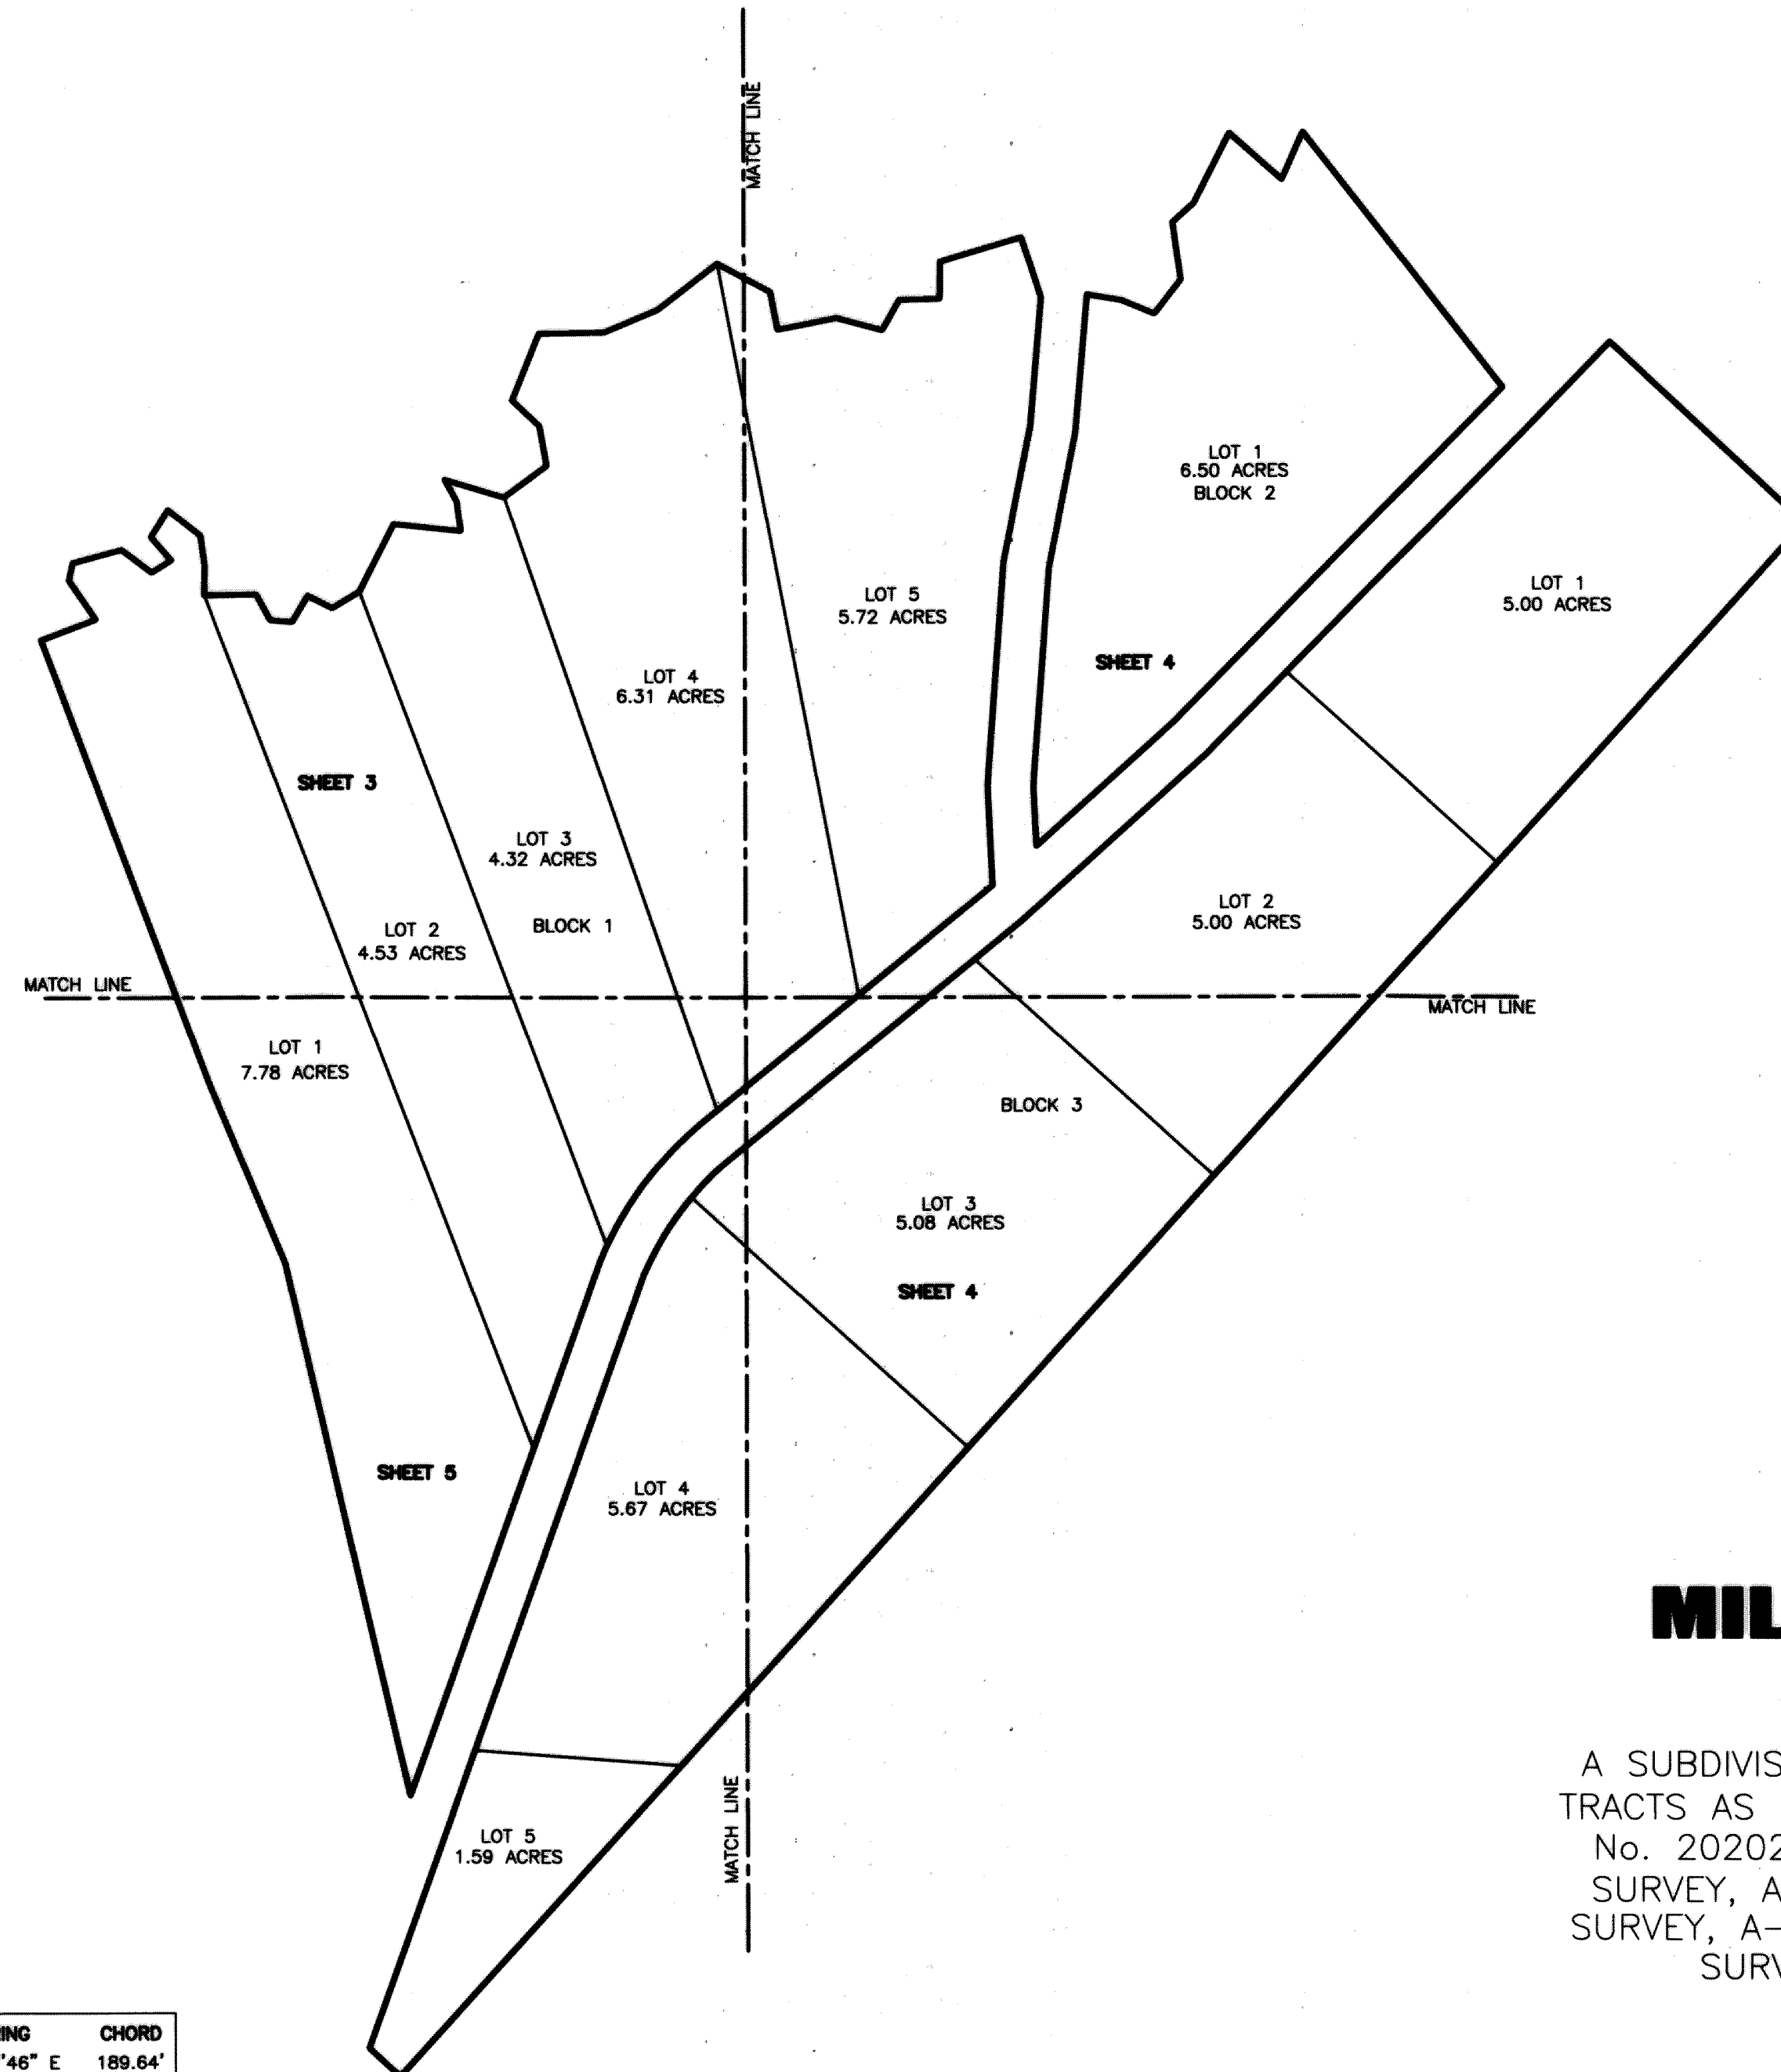 MATCH LINE
LOT 1
6.50 ACRES
BLOCK 2
LOT 1
5.00 ACRES
LOT 5
5.72 ACRES
SHEET 4
LOT 4
6.31 ACRES
SHEET 3
LOT 3
4.32 ACRES
LOT 2
5.00 ACRES
BLOCK 1
LOT 2
4.53 ACRES
MATCH LINE
MATCH LINE
LOT 1
7.78 ACRES
BLOCK 3
LOT 3
5.08 ACRES
SHEET 4
SHEET 5
LOT 4
5.67 ACRES
MIL
A SUBDIVIS
TRACTS AS
No. 20202
SURVEY, A
SURVEY, A-
SURV
MATCH LINE
LOT 5
1.59 ACRES
ING CHORD
'46" E 189.64'